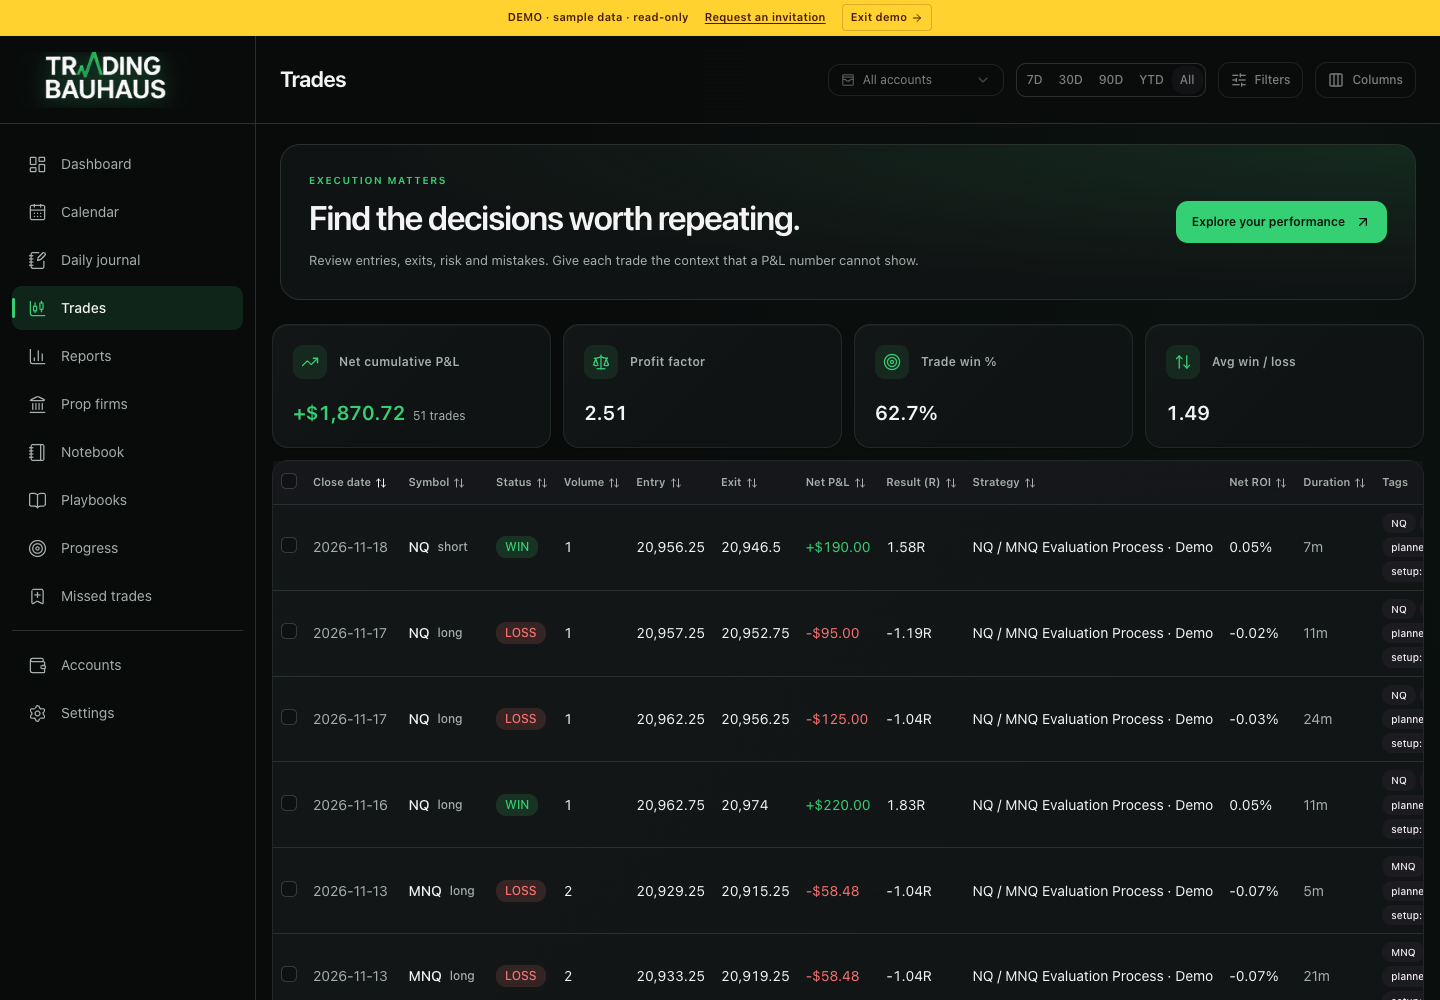 DEMO · sample data · read-only Request an invitation Exit demo →
TRADING
BAUHAUS
Trades
All accounts
7D 30D 90D YTD All
Filters
Columns
Dashboard
Calendar
Daily journal
Trades
Reports
Prop firms
Notebook
Playbooks
Progress
Missed trades
Accounts
Settings
EXECUTION MATTERS
Find the decisions worth repeating.
Review entries, exits, risk and mistakes. Give each trade the context that a P&L number cannot show.
Explore your performance
Net cumulative P&L
+$1,870.72 51 trades
Profit factor
2.51
Trade win %
62.7%
Avg win / loss
1.49
Close date Symbol Status Volume Entry Exit Net P&L Result (R) Strategy Net ROI Duration Tags
2026-11-18 NQ short WIN 1 20,956.25 20,946.5 +$190.00 1.58R NQ / MNQ Evaluation Process · Demo 0.05% 7m NQ
planne
setup:
2026-11-17 NQ long LOSS 1 20,957.25 20,952.75 -$95.00 -1.19R NQ / MNQ Evaluation Process · Demo -0.02% 11m NQ
planne
setup:
2026-11-17 NQ long LOSS 1 20,962.25 20,956.25 -$125.00 -1.04R NQ / MNQ Evaluation Process · Demo -0.03% 24m NQ
planne
setup:
2026-11-16 NQ long WIN 1 20,962.75 20,974 +$220.00 1.83R NQ / MNQ Evaluation Process · Demo 0.05% 11m NQ
planne
setup:
2026-11-13 MNQ long LOSS 2 20,929.25 20,915.25 -$58.48 -1.04R NQ / MNQ Evaluation Process · Demo -0.07% 5m MNQ
planne
setup:
2026-11-13 MNQ long LOSS 2 20,933.25 20,919.25 -$58.48 -1.04R NQ / MNQ Evaluation Process · Demo -0.07% 21m MNQ
planne